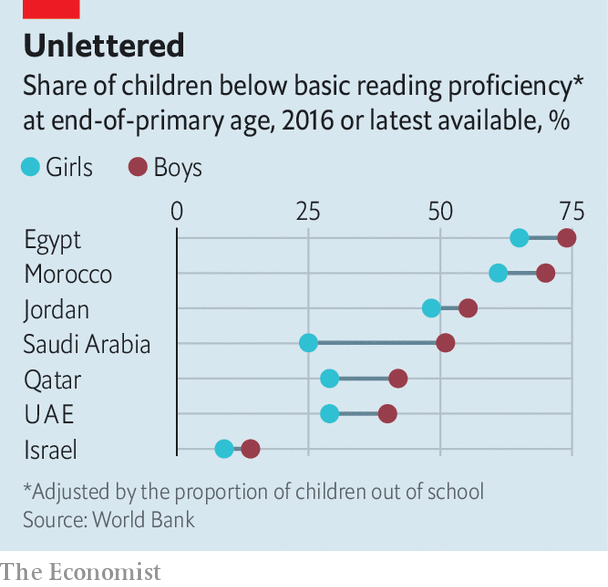 Unlettered
Share of children below basic reading proficiency*
at end-of-primary age, 2016 or latest available, %
Girls Boys
0 25 50 75
Egypt
Morocco
Jordan
Saudi Arabia
Qatar
UAE
Israel
*Adjusted by the proportion of children out of school
Source: World Bank
The Economist